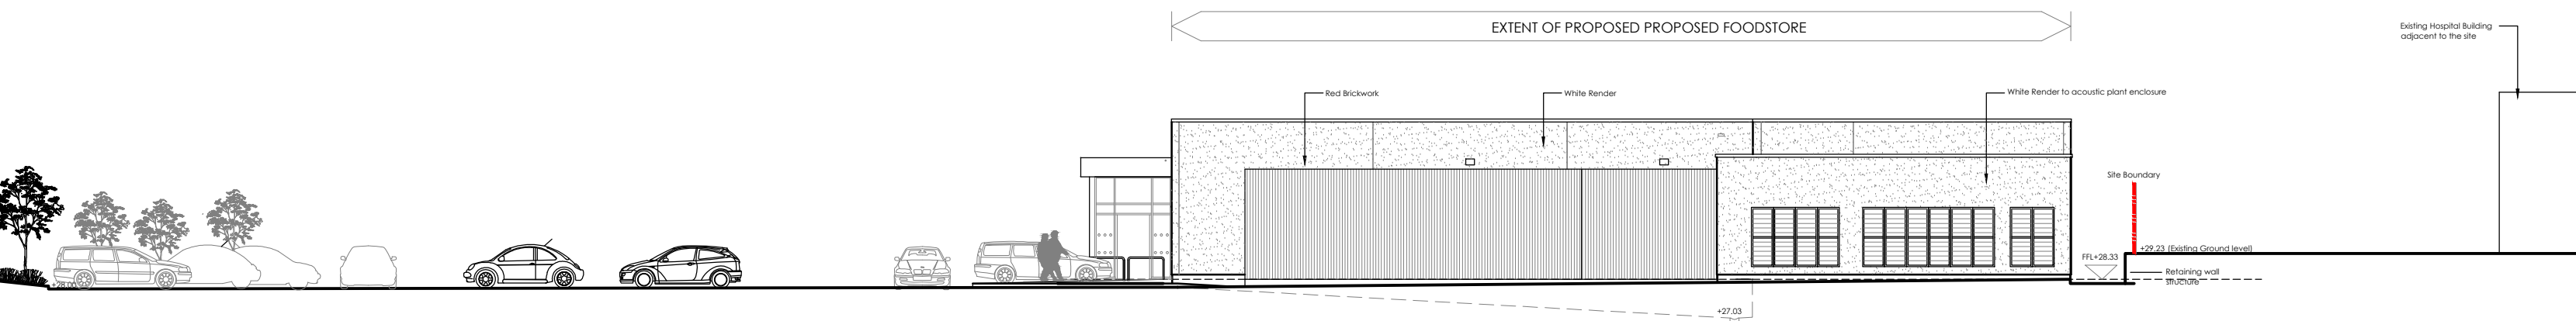 EXTENT OF PROPOSED PROPOSED FOODSTORE
Existing Hospital Building
adjacent to the site
Red Brickwork
White Render
White Render to acoustic plant enclosure
Site Boundary
+29.23 (Existing Ground level)
FFL+28.33
Retaining wall
structure
+28.00
+27.03